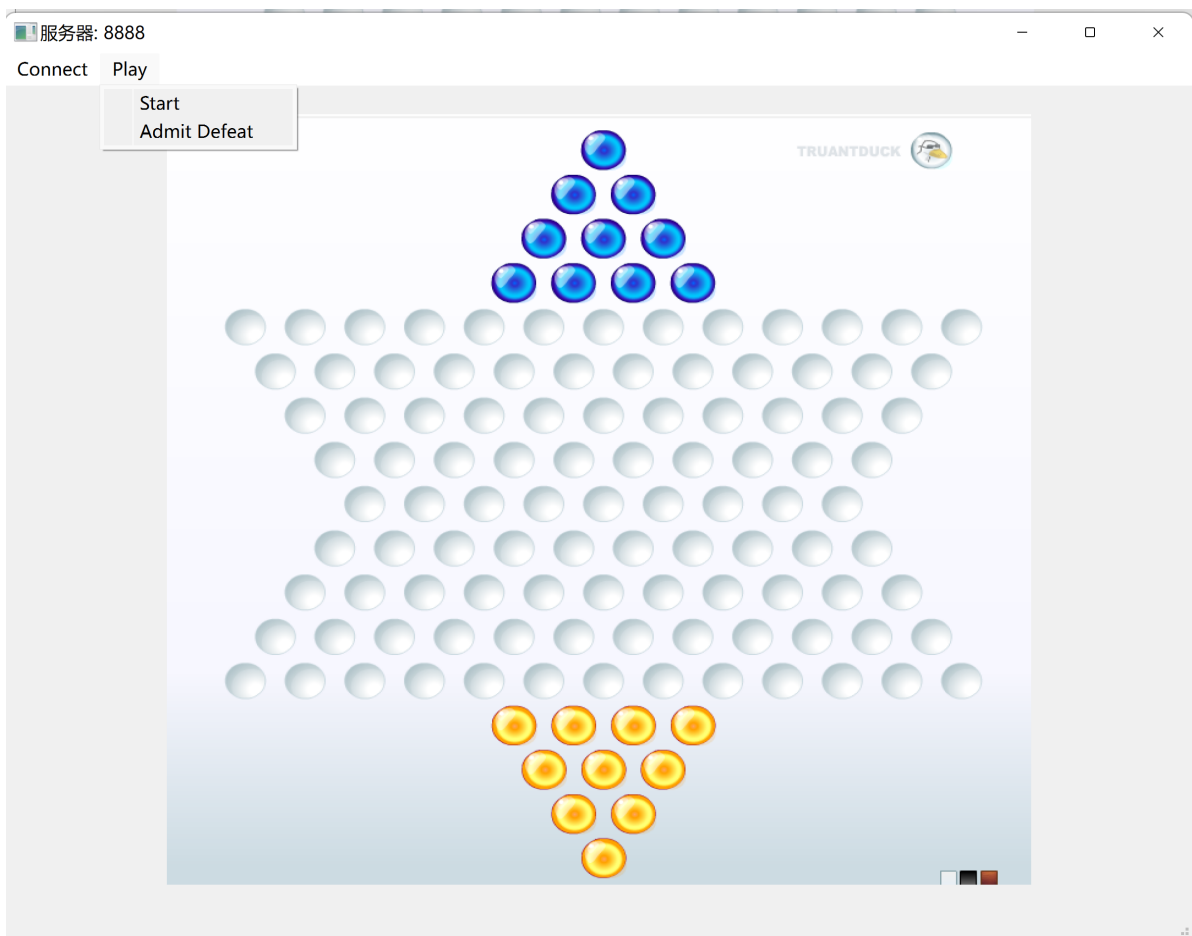 服务器: 8888
Connect Play
Start
Admit Defeat
TRUANTDUCK